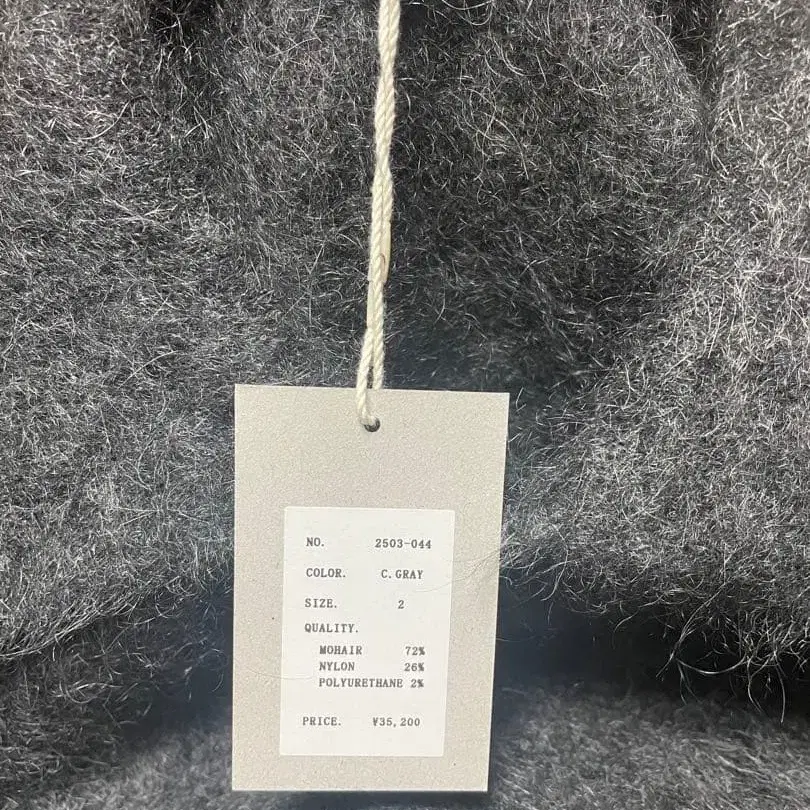 NO. 2503-044
COLOR. C.GRAY
SIZE. 2
QUALITY.
MOHAIR 72%
NYLON 26%
POLYURETHANE 2%
PRICE. ¥35,200